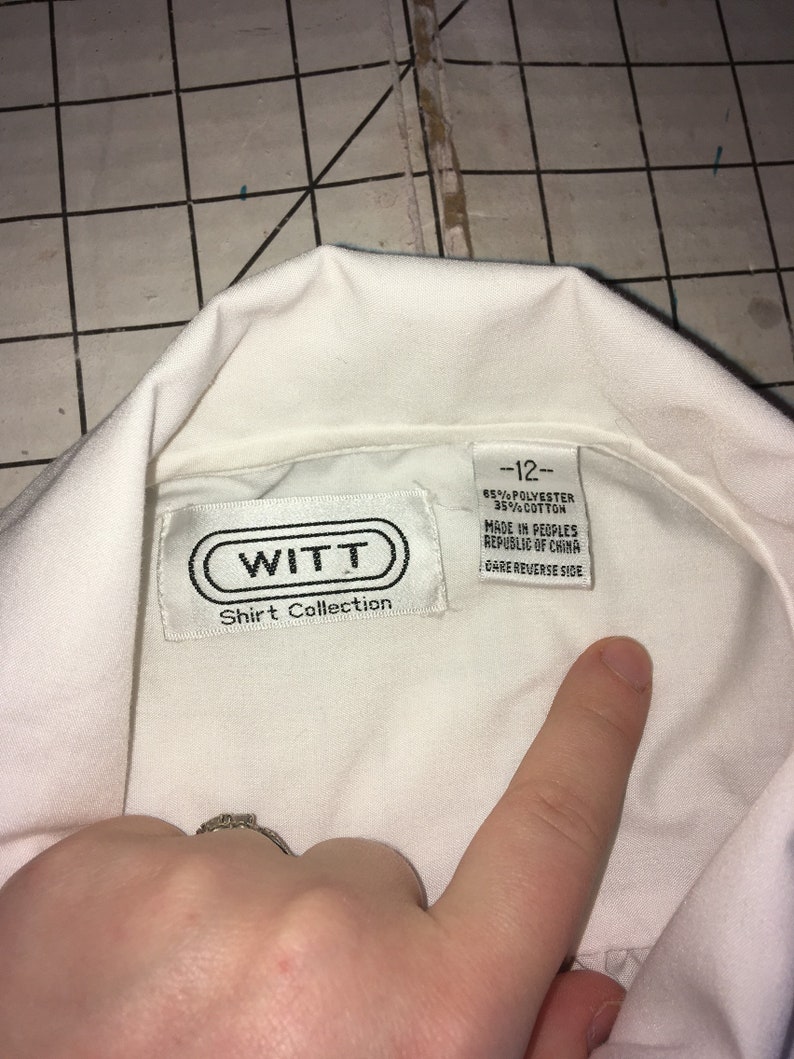 WITT
Shirt Collection
--12--
65% POLYESTER
35% COTTON
MADE IN PEOPLES
REPUBLIC OF CHINA
CARE REVERSE SIDE